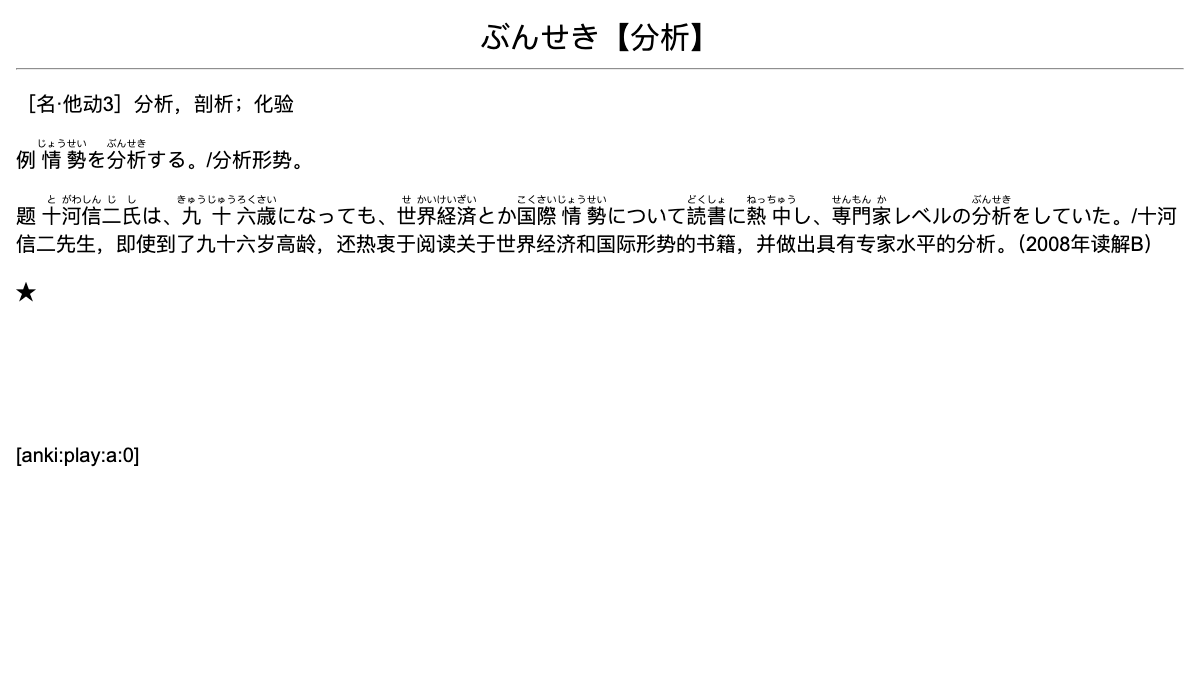 ぶんせき【分析】
［名·他动3］分析，剖析；化验
じょうせい ぶんせき
例 情勢を分析する。/分析形势。
と がわしん じ し きゅうじゅうろくさい せ かいけいざい こくさいじょうせい どくしょ ねっちゅう せんもん か ぶんせき
题 十河信二氏は、九十六歳になっても、世界経済とか国際情勢について読書に熱中し、専門家レベルの分析をしていた。/十河
信二先生，即使到了九十六岁高龄，还热衷于阅读关于世界经济和国际形势的书籍，并做出具有专家水平的分析。（2008年读解B）
★
[anki:play:a:0]